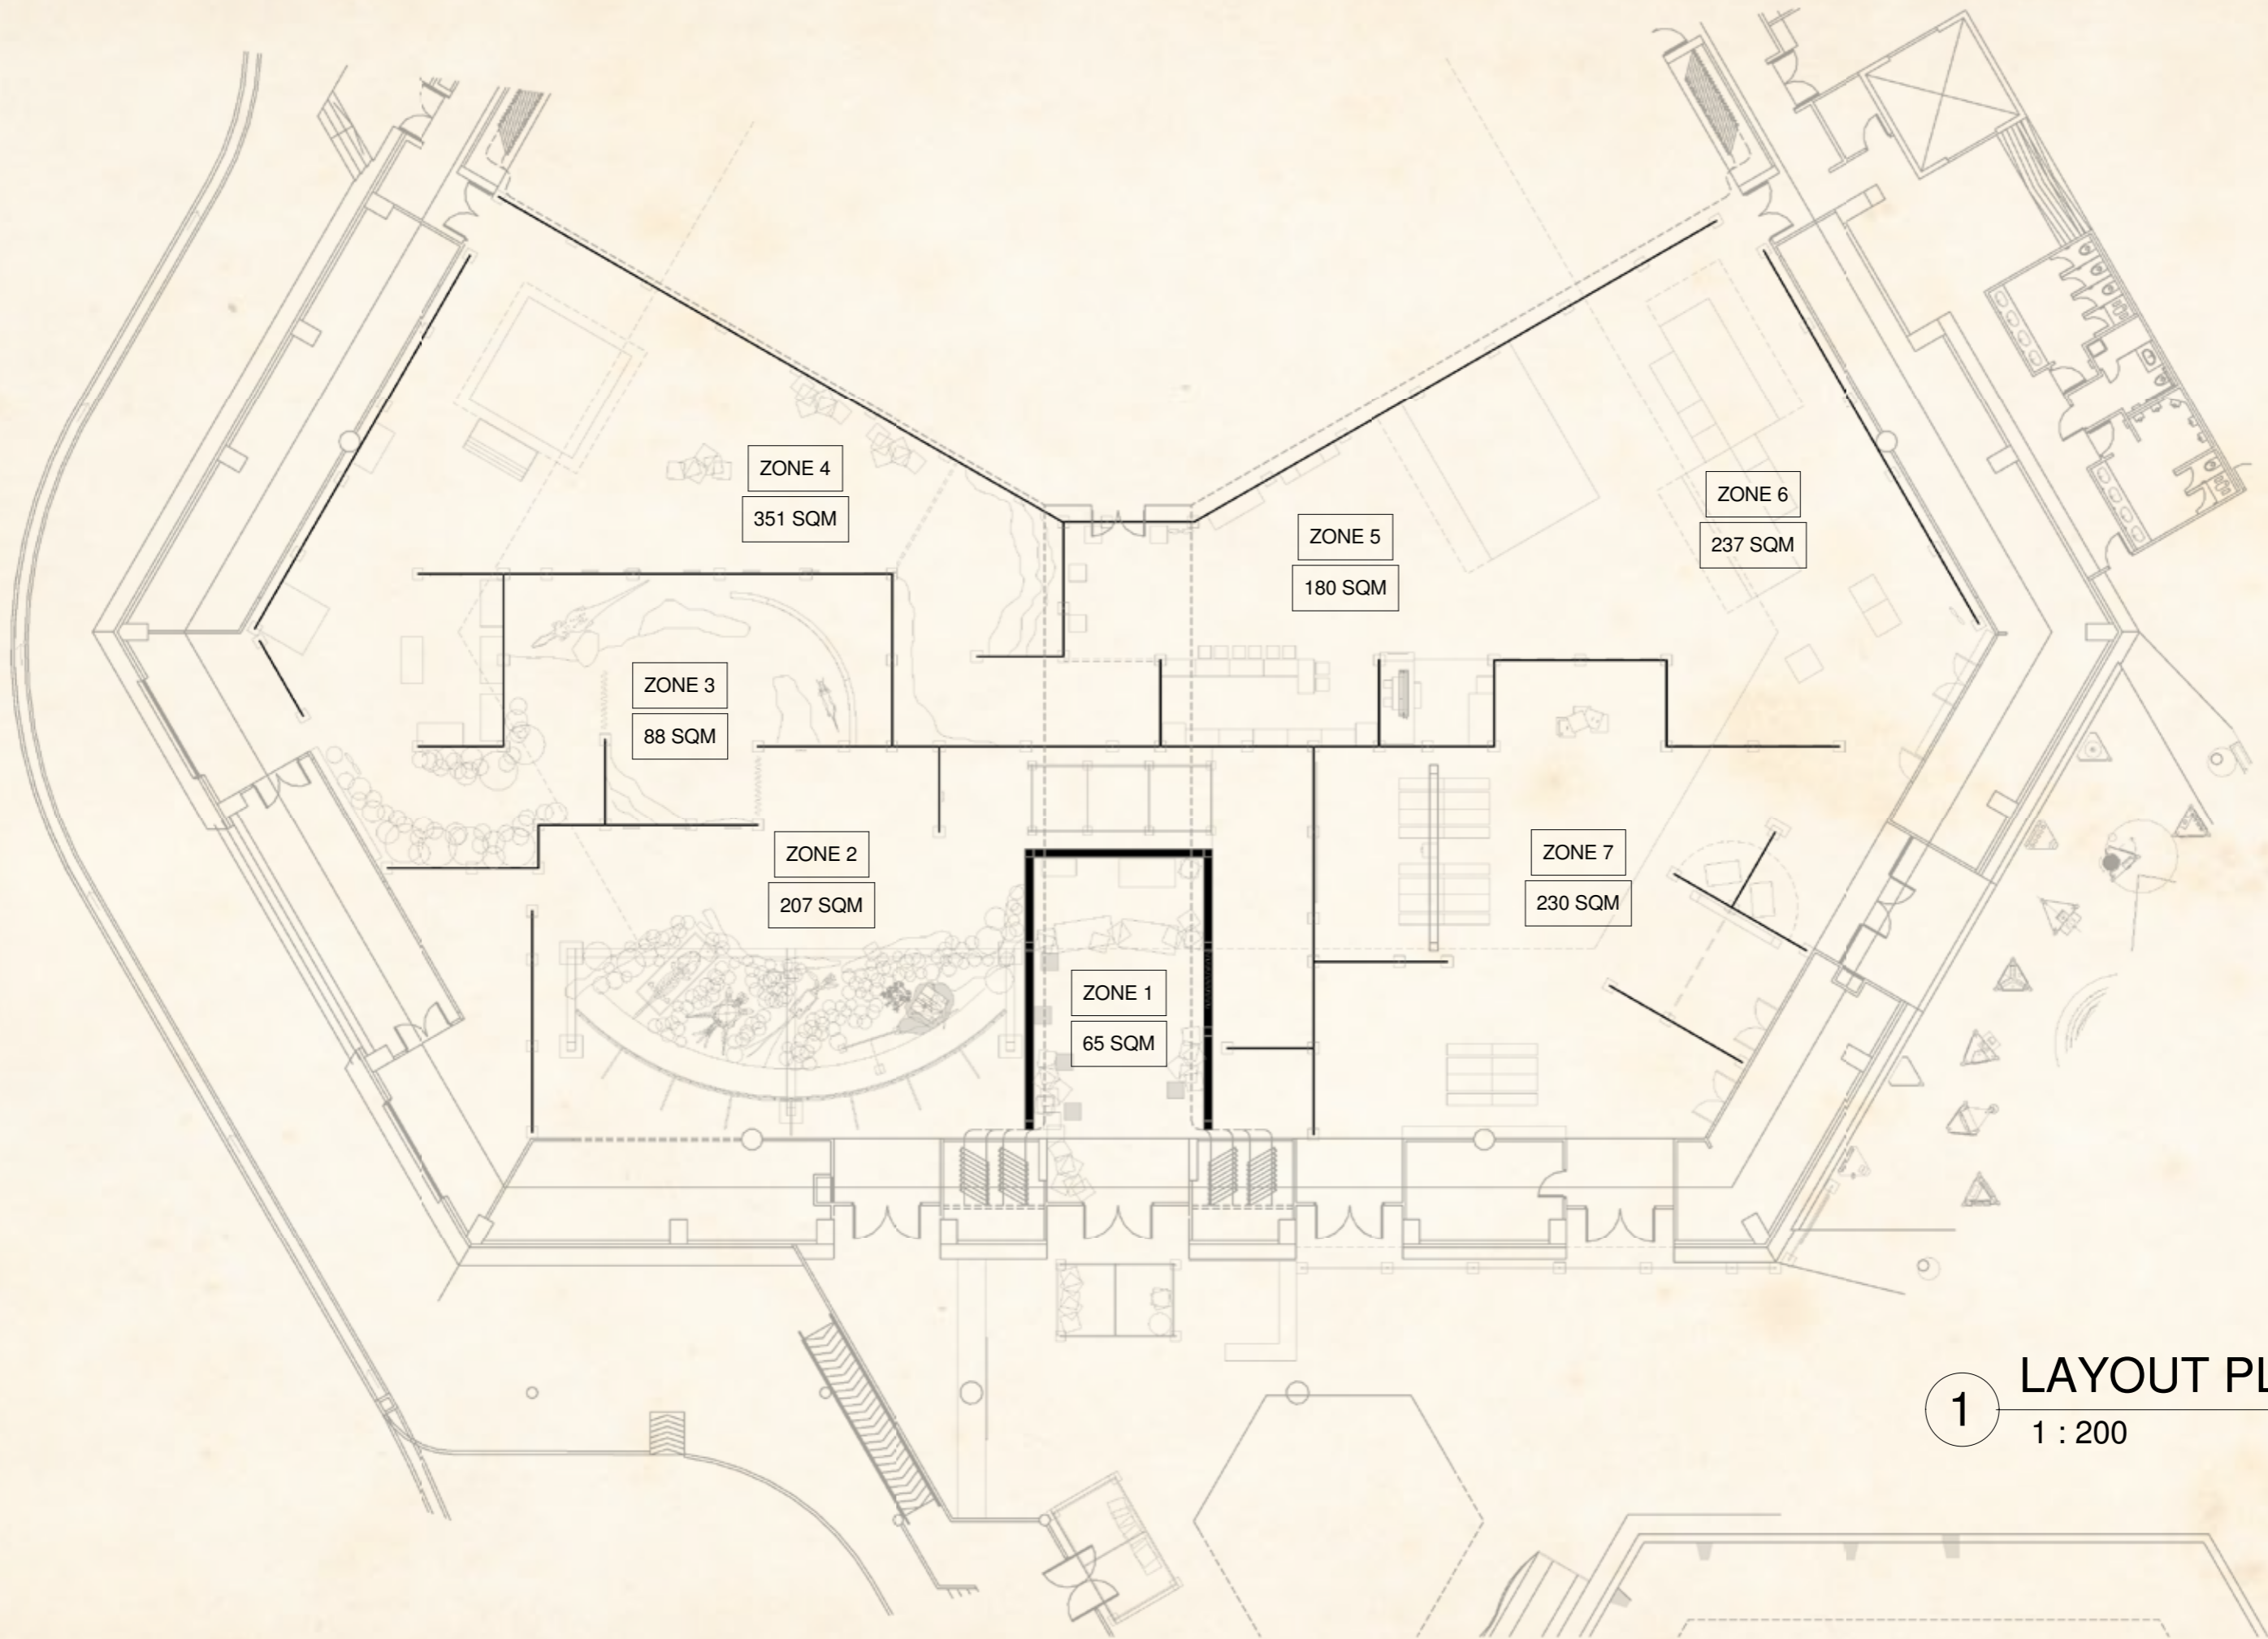 ZONE 4
351 SQM
ZONE 6
237 SQM
ZONE 5
180 SQM
ZONE 3
88 SQM
ZONE 2
207 SQM
ZONE 7
230 SQM
ZONE 1
65 SQM
1
LAYOUT PL
1 : 200